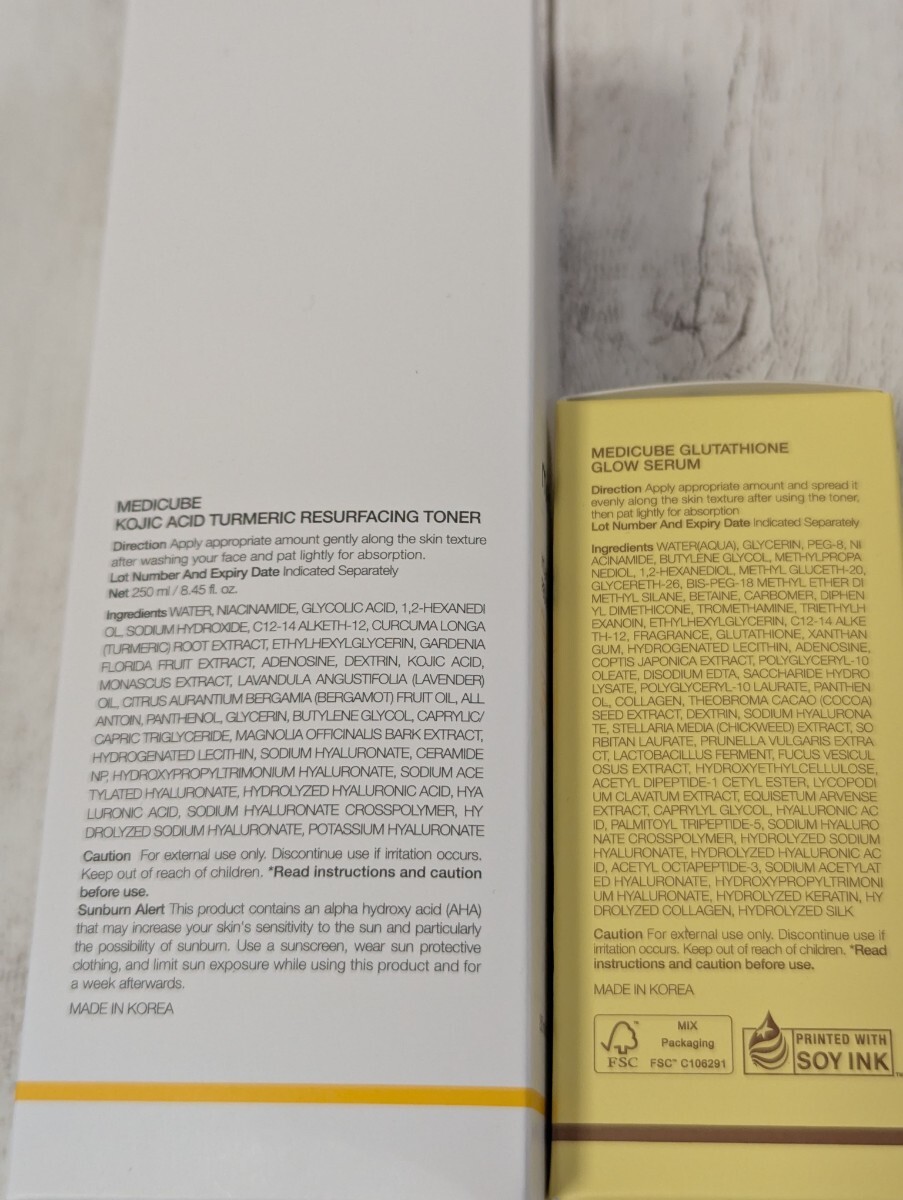 MEDICUBE
KOJIC ACID TURMERIC RESURFACING TONER
Direction Apply appropriate amount gently along the skin texture
after washing your face and pat lightly for absorption.
Lot Number And Expiry Date Indicated Separately
Net 250 ml / 8.45 fl. oz.
Ingredients WATER, NIACINAMIDE, GLYCOLIC ACID, 1,2-HEXANEDI
OL, SODIUM HYDROXIDE, C12-14 ALKETH-12, CURCUMA LONGA
(TURMERIC) ROOT EXTRACT, ETHYLHEXYLGLYCERIN, GARDENIA
FLORIDA FRUIT EXTRACT, ADENOSINE, DEXTRIN, KOJIC ACID,
MONASCUS EXTRACT, LAVANDULA ANGUSTIFOLIA (LAVENDER)
OIL, CITRUS AURANTIUM BERGAMIA (BERGAMOT) FRUIT OIL, ALL
ANTOIN, PANTHENOL, GLYCERIN, BUTYLENE GLYCOL, CAPRYLIC/
CAPRIC TRIGLYCERIDE, MAGNOLIA OFFICINALIS BARK EXTRACT,
HYDROGENATED LECITHIN, SODIUM HYALURONATE, CERAMIDE
NP, HYDROXYPROPYLTRIMONIUM HYALURONATE, SODIUM ACE
TYLATED HYALURONATE, HYDROLYZED HYALURONIC ACID, HYA
LURONIC ACID, SODIUM HYALURONATE CROSSPOLYMER, HY
DROLYZED SODIUM HYALURONATE, POTASSIUM HYALURONATE
Caution For external use only. Discontinue use if irritation occurs.
Keep out of reach of children. *Read instructions and caution
before use.
Sunburn Alert This product contains an alpha hydroxy acid (AHA)
that may increase your skin's sensitivity to the sun and particularly
the possibility of sunburn. Use a sunscreen, wear sun protective
clothing, and limit sun exposure while using this product and for
a week afterwards.
MADE IN KOREA
MEDICUBE GLUTATHIONE
GLOW SERUM
Direction Apply appropriate amount and spread it
evenly along the skin texture after using the toner,
then pat lightly for absorption
Lot Number And Expiry Date Indicated Separately
Ingredients WATER(AQUA), GLYCERIN, PEG-8, NI
ACINAMIDE, BUTYLENE GLYCOL, METHYLPROPA
NEDIOL, 1,2-HEXANEDIOL, METHYL GLUCETH-20,
GLYCERETH-26, BIS-PEG-18 METHYL ETHER DI
METHYL SILANE, BETAINE, CARBOMER, DIPHEN
YL DIMETHICONE, TROMETHAMINE, TRIETHYLH
EXANOIN, ETHYLHEXYLGLYCERIN, C12-14 ALKE
TH-12, FRAGRANCE, GLUTATHIONE, XANTHAN
GUM, HYDROGENATED LECITHIN, ADENOSINE,
COPTIS JAPONICA EXTRACT, POLYGLYCERYL-10
OLEATE, DISODIUM EDTA, SACCHARIDE HYDRO
LYSATE, POLYGLYCERYL-10 LAURATE, PANTHEN
OL, COLLAGEN, THEOBROMA CACAO (COCOA)
SEED EXTRACT, DEXTRIN, SODIUM HYALURONA
TE, STELLARIA MEDIA (CHICKWEED) EXTRACT, SO
RBITAN LAURATE, PRUNELLA VULGARIS EXTRA
CT, LACTOBACILLUS FERMENT, FUCUS VESICUL
OSUS EXTRACT, HYDROXYETHYLCELLULOSE,
ACETYL DIPEPTIDE-1 CETYL ESTER, LYCOPODI
UM CLAVATUM EXTRACT, EQUISETUM ARVENSE
EXTRACT, CAPRYLYL GLYCOL, HYALURONIC AC
ID, PALMITOYL TRIPEPTIDE-5, SODIUM HYALURO
NATE CROSSPOLYMER, HYDROLYZED SODIUM
HYALURONATE, HYDROLYZED HYALURONIC AC
ID, ACETYL OCTAPEPTIDE-3, SODIUM ACETYLAT
ED HYALURONATE, HYDROXYPROPYLTRIMONI
UM HYALURONATE, HYDROLYZED KERATIN, HY
DROLYZED COLLAGEN, HYDROLYZED SILK
Caution For external use only. Discontinue use if
irritation occurs. Keep out of reach of children. *Read
instructions and caution before use.
MADE IN KOREA
FSC
MIX
Packaging
FSC® C106291
PRINTED WITH
SOY INK™